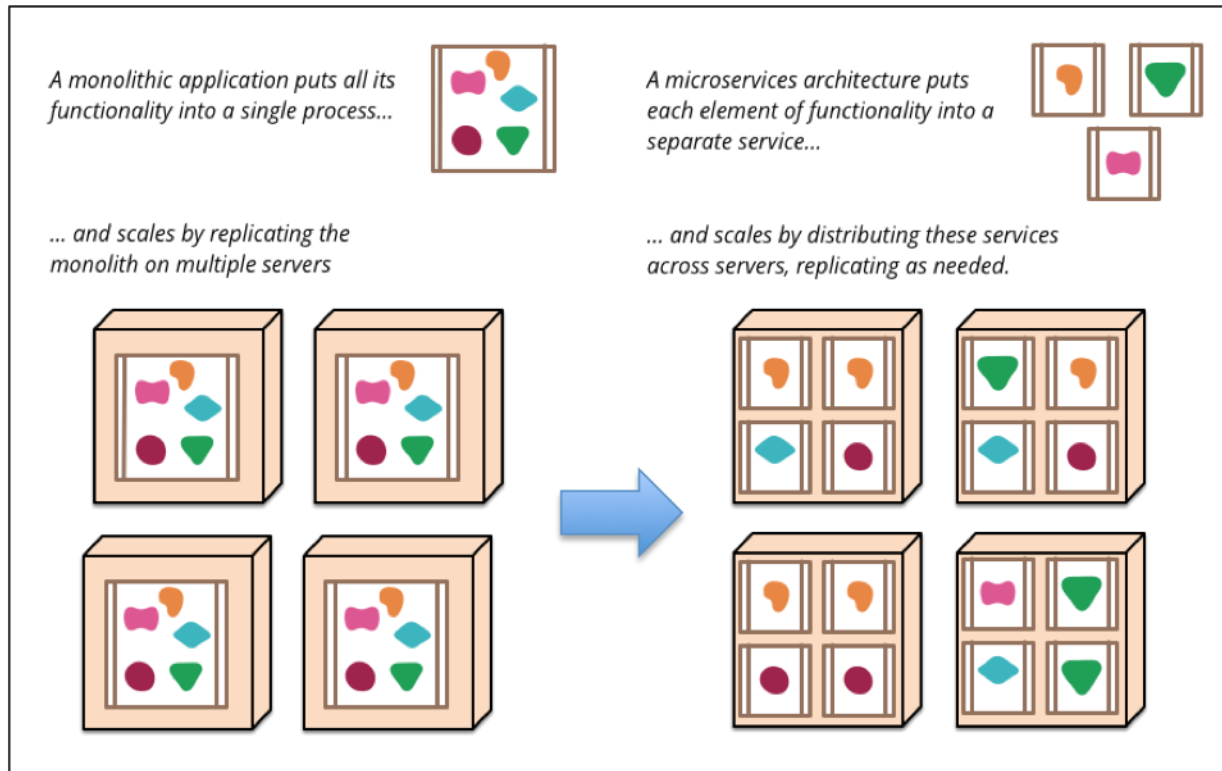 A monolithic application puts all its
functionality into a single process...
... and scales by replicating the
monolith on multiple servers
A microservices architecture puts
each element of functionality into a
separate service...
... and scales by distributing these services
across servers, replicating as needed.